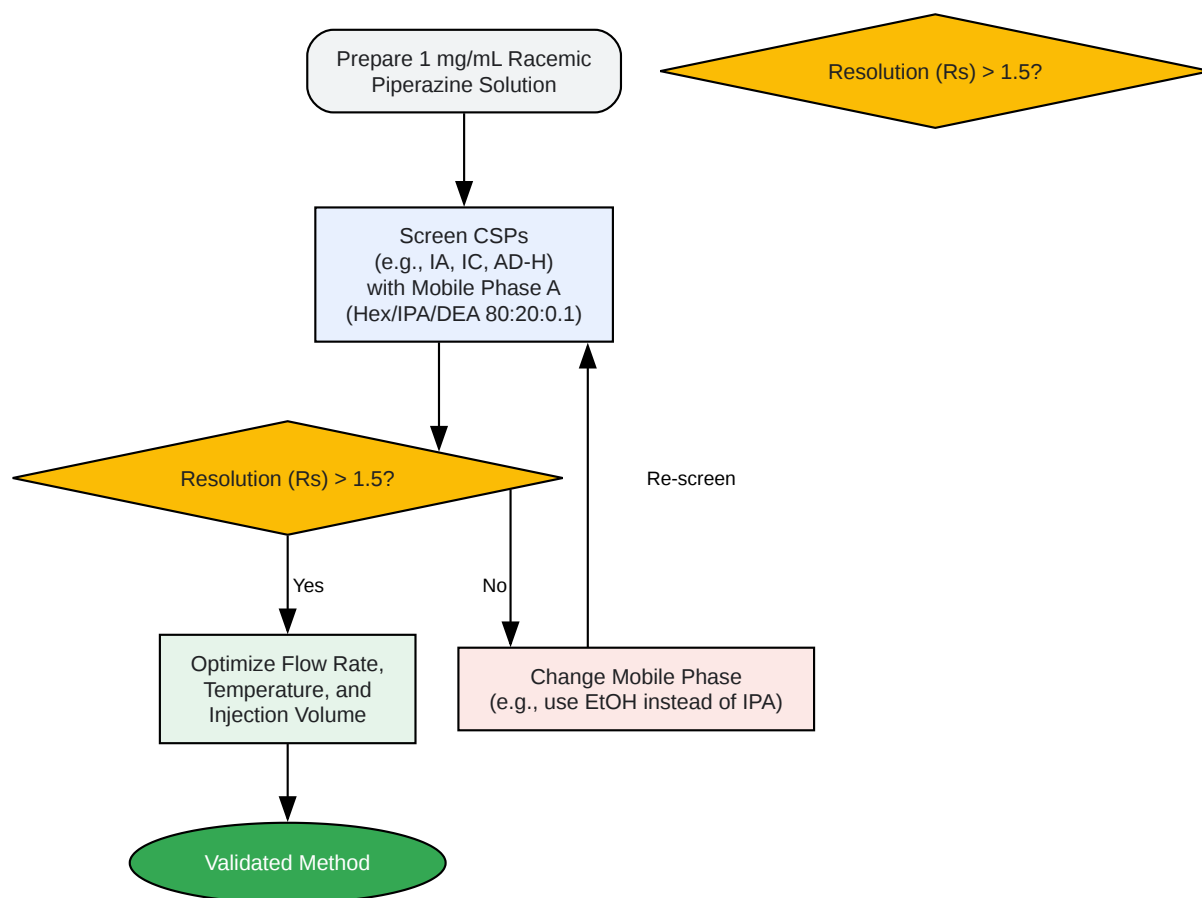 Prepare 1 mg/mL Racemic
Piperazine Solution
Resolution (Rs) > 1.5?
Screen CSPs
(e.g., IA, IC, AD-H)
with Mobile Phase A
(Hex/IPA/DEA 80:20:0.1)
Resolution (Rs) > 1.5?
Re-screen
Yes
No
Optimize Flow Rate,
Temperature, and
Injection Volume
Change Mobile Phase
(e.g., use EtOH instead of IPA)
Validated Method